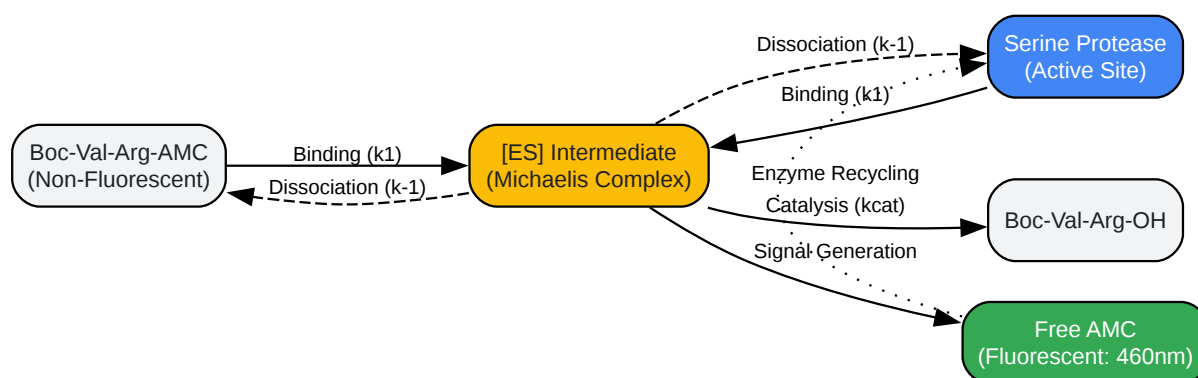 Boc-Val-Arg-AMC
(Non-Fluorescent)
Binding (k1)
Dissociation (k-1)
[ES] Intermediate
(Michaelis Complex)
Dissociation (k-1)
Binding (k1)
Enzyme Recycling
Catalysis (kcat)
Signal Generation
Serine Protease
(Active Site)
Boc-Val-Arg-OH
Free AMC
(Fluorescent: 460nm)